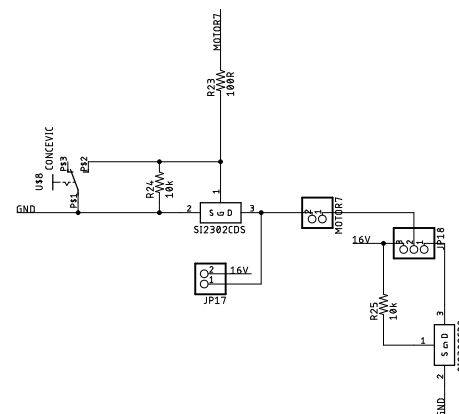 MOTOR7
R23
100R
CONCEVIC
U$8
P$3
P$2
P$1
R24
10k
1
GND
2
S G D
3
SI2302CDS
2
1
MOTOR7
16V
3
2
1
JP18
2
16V
1
JP17
R25
10k
3
1
S G D
2
GND